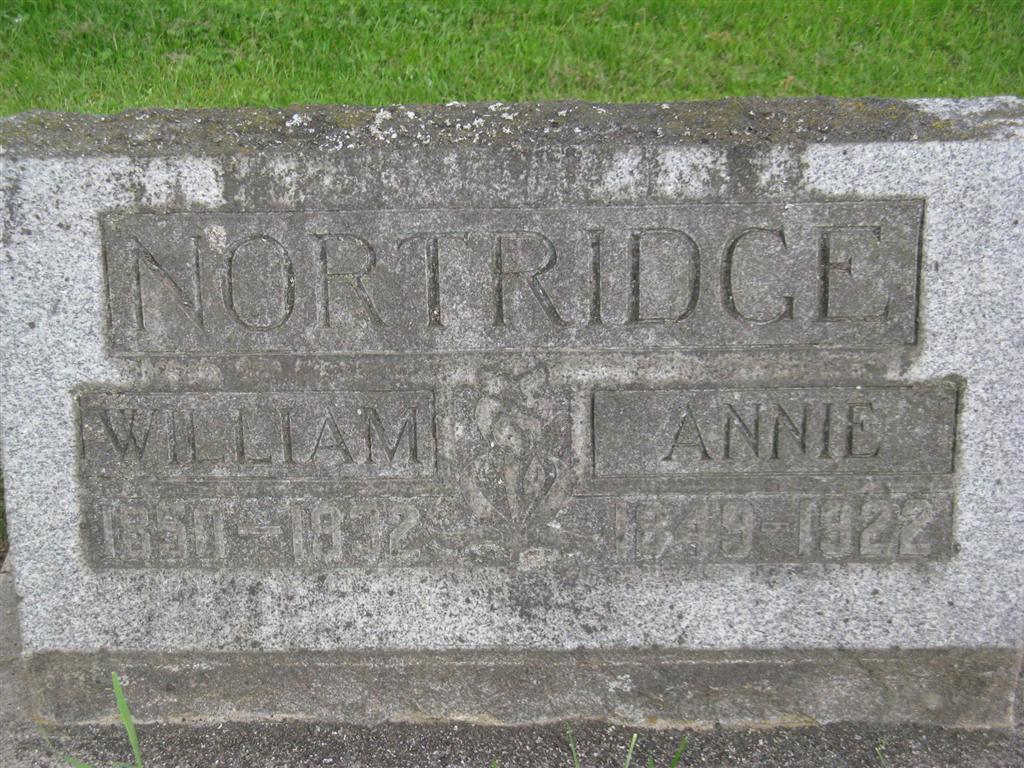 NORTRIDGE
WILLIAM ANNIE
1850-1932 1849-1922